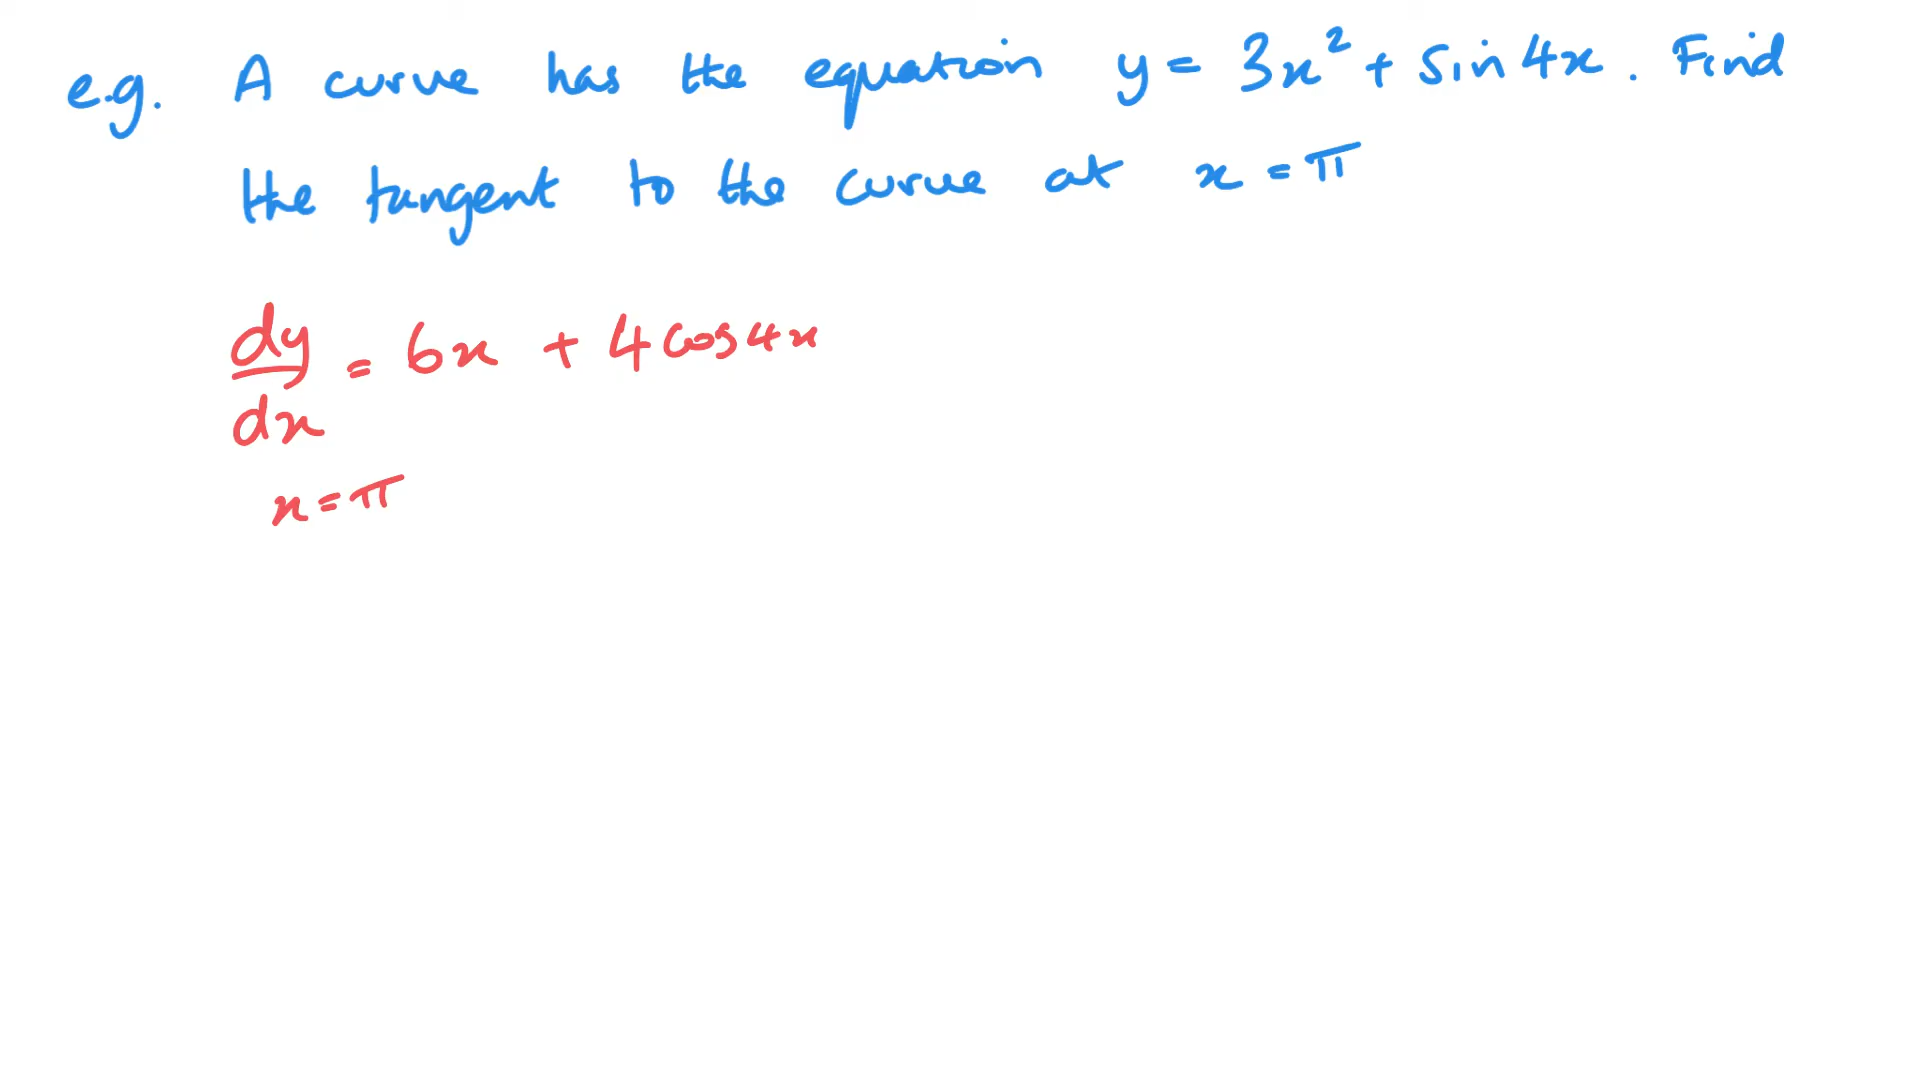 e.g. A curve has the equation y = 3x² + sin 4x. Find
the tangent to the curve at x = π
dy/dx = 6x + 4cos4x
x = π